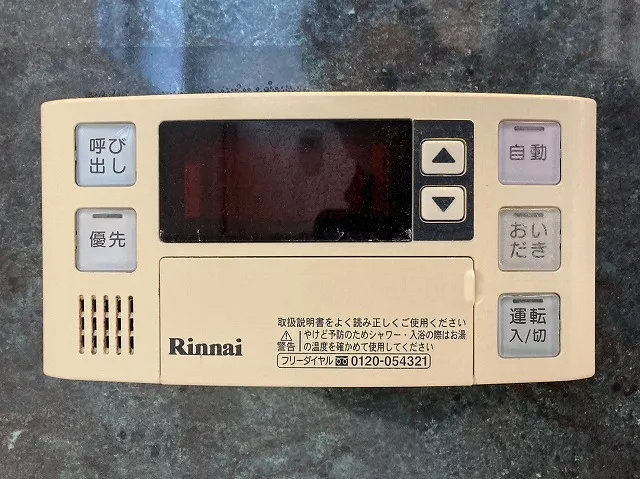 呼び
出し
優先
自動
おい
だき
運転
入/切
取扱説明書をよく読み正しくご使用ください
警告
やけど予防のためシャワー・入浴の際はお湯
の温度を確かめて使用してください
フリーダイヤル 0120-054321
Rinnai